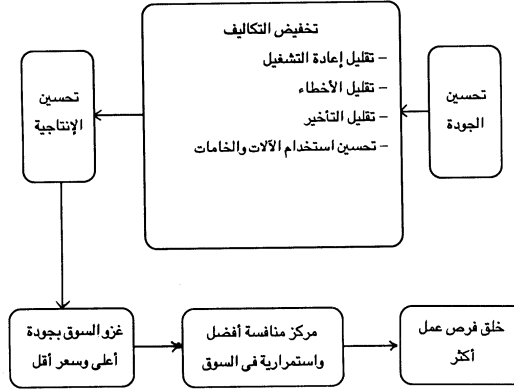 تحسين
الجودة
تخفيض التكاليف
– تقليل إعادة التشغيل
– تقليل الأخطاء
– تقليل التأخير
– تحسين استخدام الآلات والخامات
تحسين
الإنتاجية
غزو السوق بجودة
أعلى وسعر أقل
مركز منافسة أفضل
واستمرارية فى السوق
خلق فرص عمل
أكثر